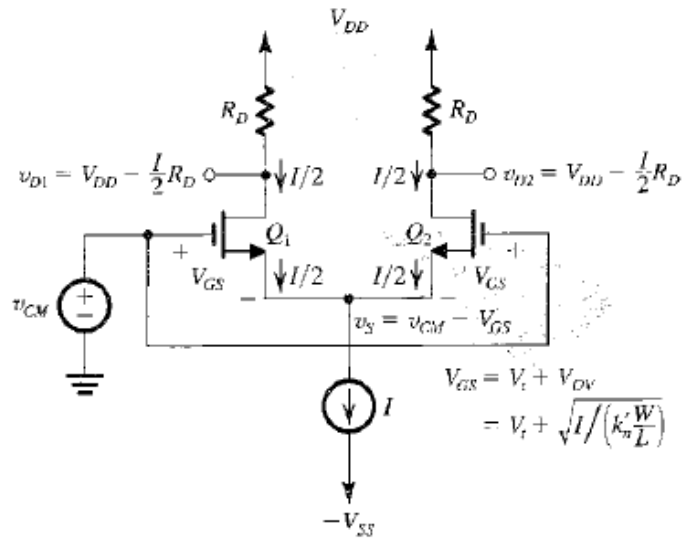 V_DD
R_D
R_D
v_D1 = V_DD − I/2 R_D
I/2
I/2
v_D2 = V_DD − I/2 R_D
Q_1
Q_2
+
+
V_GS
I/2
I/2
V_GS
−
−
+
−
v_CM
v_S = v_CM − V_GS
V_GS = V_t + V_OV
I
= V_t + √(I/(k'_n W/L))
−V_SS